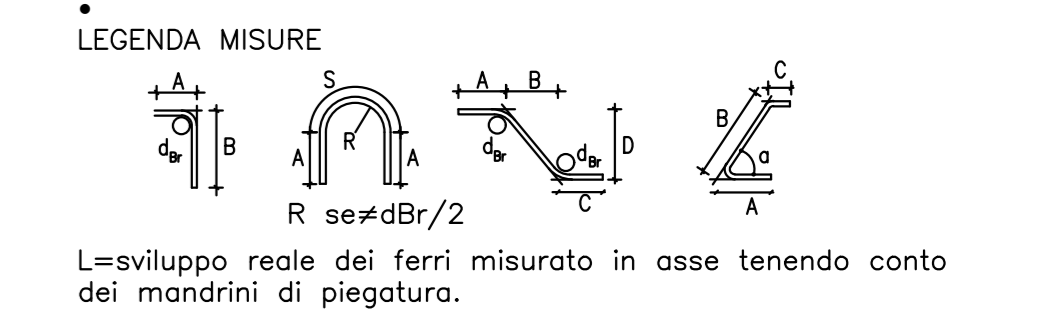 LEGENDA MISURE
A B dBr
S R A A
A B dBr dBr D C
C B a A
R se≠dBr/2
L=sviluppo reale dei ferri misurato in asse tenendo conto
dei mandrini di piegatura.